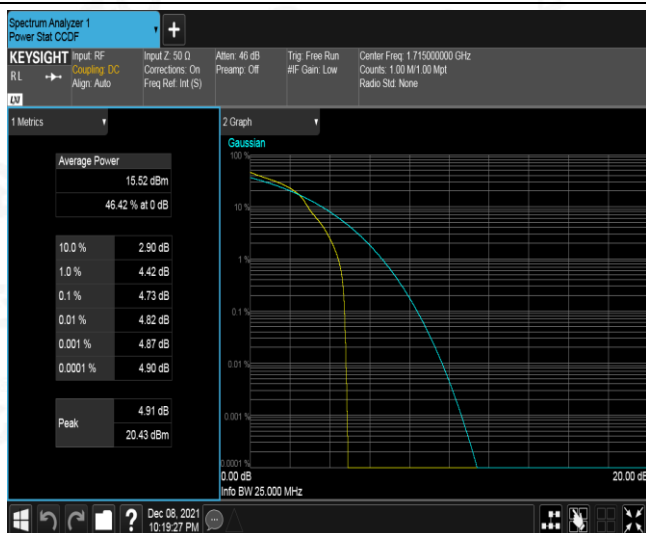 Spectrum Analyzer 1
Power Stat CCDF
+
KEYSIGHT
RL
LXI
Input: RF
Coupling: DC
Align: Auto
Input Z: 50 Ω
Corrections: On
Freq Ref: Int (S)
Atten: 46 dB
Preamp: Off
Trig: Free Run
#IF Gain: Low
Center Freq: 1.715000000 GHz
Counts: 1.00 M/1.00 Mpt
Radio Std: None
1 Metrics
Average Power
15.52 dBm
46.42 % at 0 dB
10.0 % 2.90 dB
1.0 % 4.42 dB
0.1 % 4.73 dB
0.01 % 4.82 dB
0.001 % 4.87 dB
0.0001 % 4.90 dB
Peak
4.91 dB
20.43 dBm
2 Graph
Gaussian
100 %
10 %
1 %
0.1 %
0.01 %
0.001 %
0.0001 %
0.00 dB
20.00 dB
Info BW 25.000 MHz
?
Dec 08, 2021
10:19:27 PM